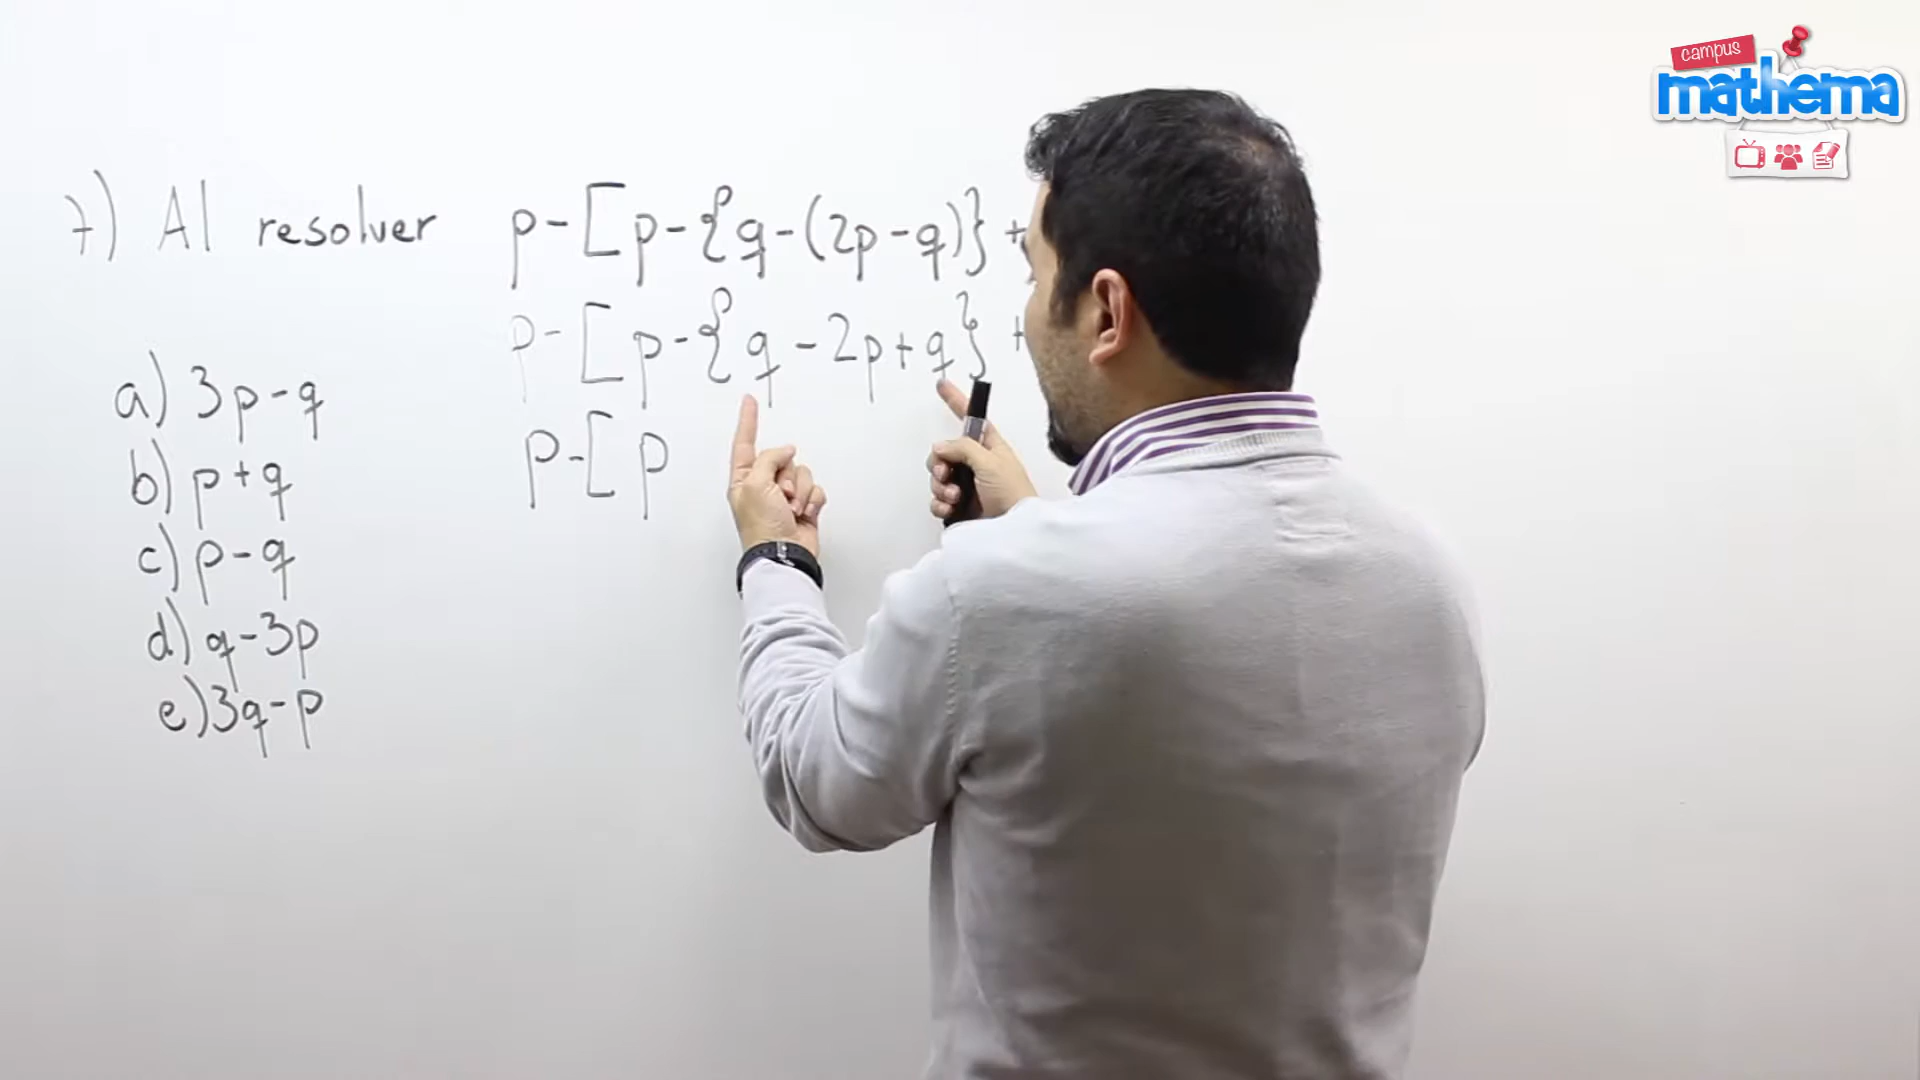 campus
mathema
7) Al resolver p-[p-{q-(2p-q)}+
p-[p-{q-2p+q}+
p-[p
a) 3p-q
b) p+q
c) p-q
d) q-3p
e) 3q-p